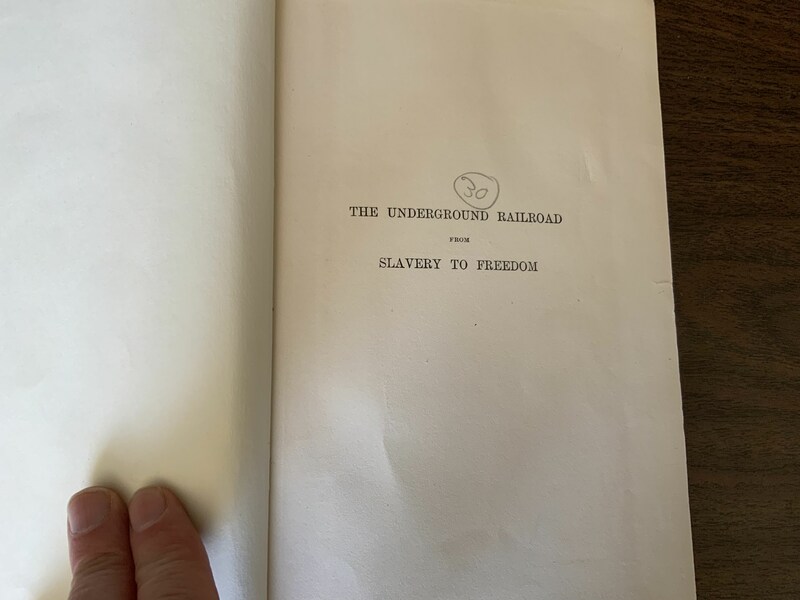 30
THE UNDERGROUND RAILROAD
FROM
SLAVERY TO FREEDOM